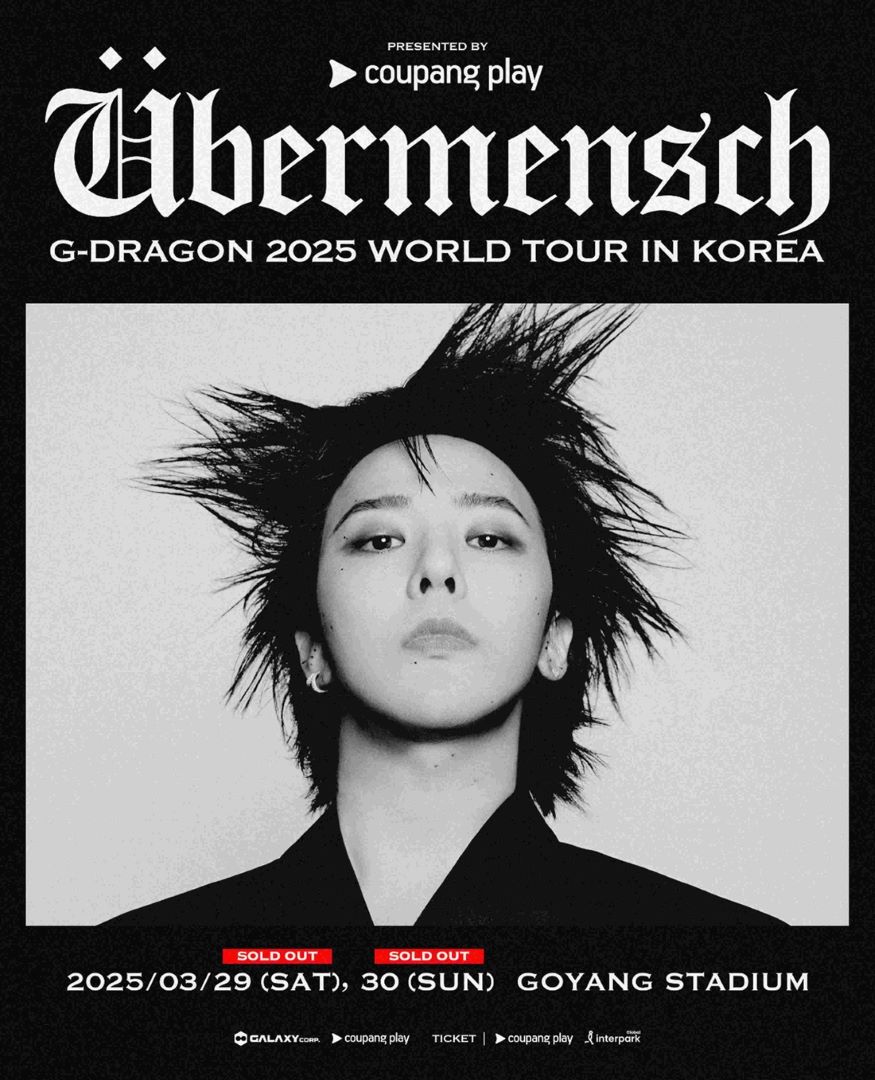 PRESENTED BY
coupang play
Übermensch
G-DRAGON 2025 WORLD TOUR IN KOREA
SOLD OUT SOLD OUT
2025/03/29 (SAT), 30 (SUN) GOYANG STADIUM
GALAXY CORP. coupang play TICKET | coupang play Global interpark